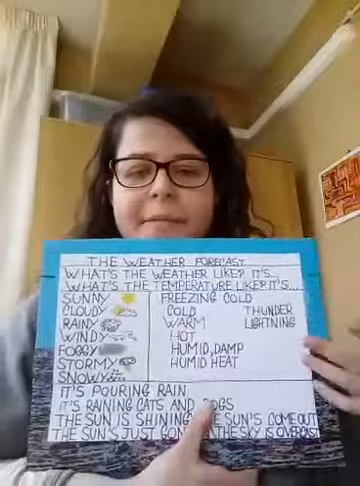 THE WEATHER FORECAST
WHAT'S THE WEATHER LIKE? IT'S...
WHAT'S THE TEMPERATURE LIKE? IT'S...
SUNNY
CLOUDY
RAINY
WINDY
FOGGY
STORMY
SNOWY
FREEZING COLD
COLD
WARM
HOT
HUMID, DAMP
HUMID HEAT
THUNDER
LIGHTNING
IT'S POURING RAIN
IT'S RAINING CATS AND DOGS
THE SUN IS SHINING THE SUN'S COME OUT
THE SUN'S JUST THE SKY IS OVERCAST